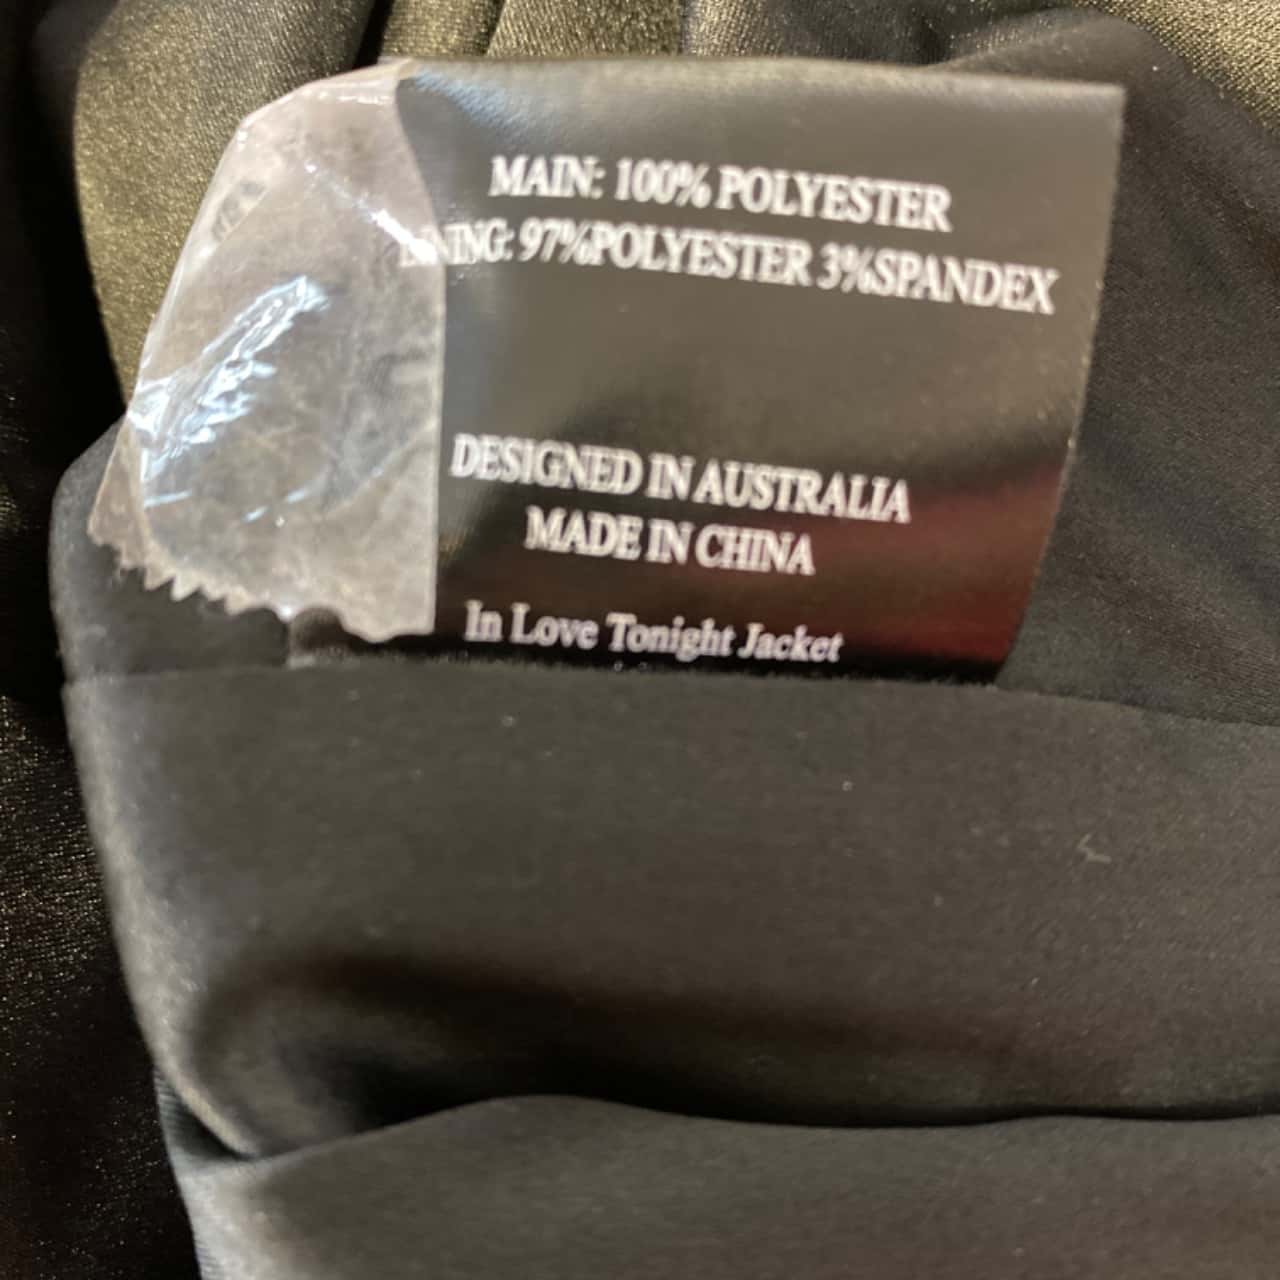 MAIN: 100% POLYESTER
LINING: 97%POLYESTER 3%SPANDEX
DESIGNED IN AUSTRALIA
MADE IN CHINA
In Love Tonight Jacket